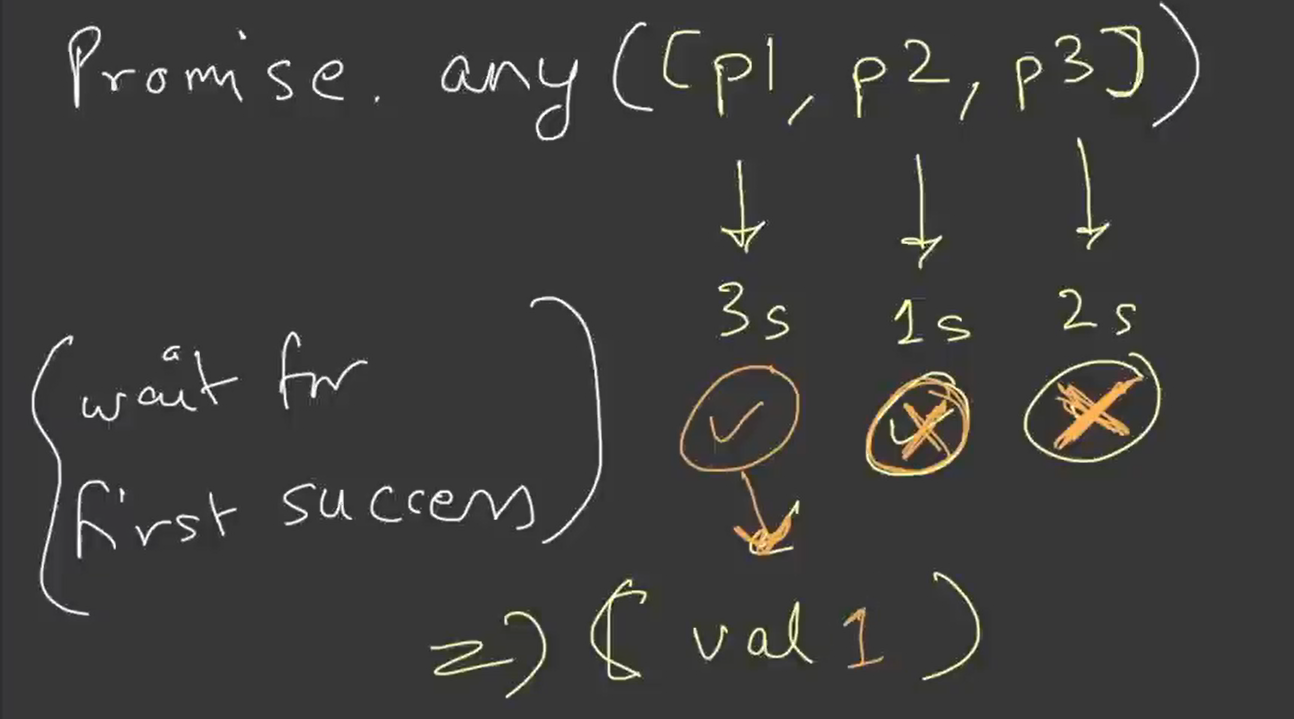 Promise. any([p1, p2, p3])
3s 1s 2s
wait for
first success
=> (val 1)